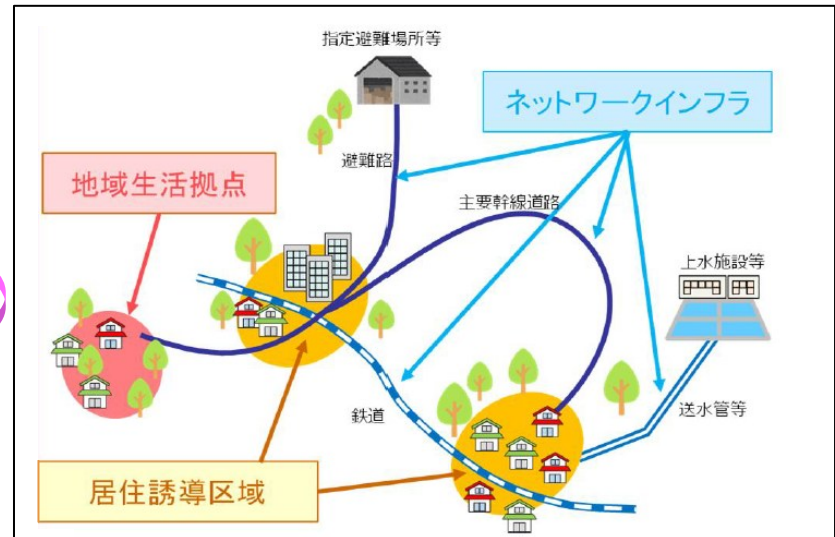 指定避難場所等
ネットワークインフラ
避難路
地域生活拠点
主要幹線道路
上水施設等
鉄道
送水管等
居住誘導区域